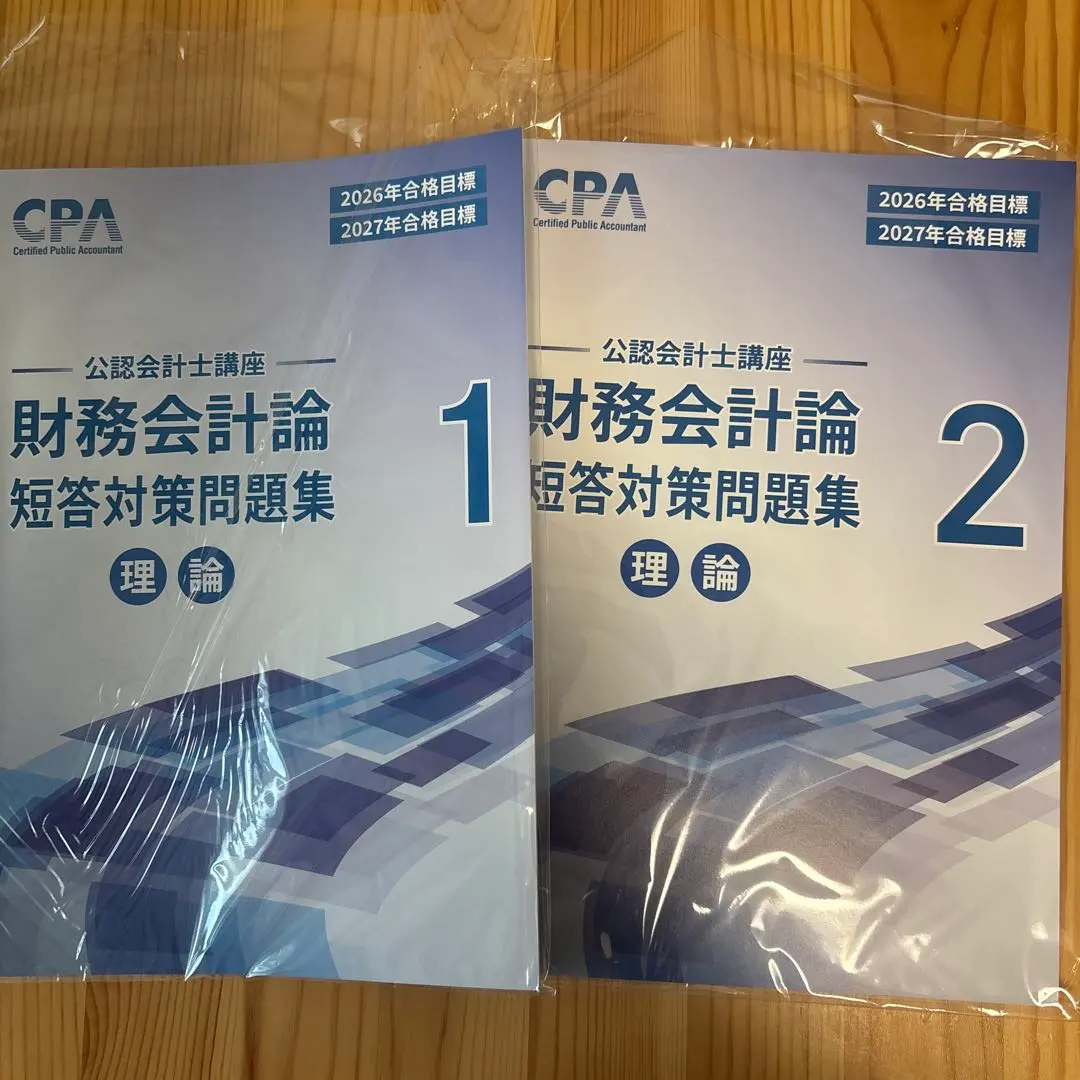 CPA
Certified Public Accountant
2026年合格目標
2027年合格目標
公認会計士講座
財務会計論
短答対策問題集
理論
1
CPA
Certified Public Accountant
2026年合格目標
2027年合格目標
公認会計士講座
財務会計論
短答対策問題集
理論
2